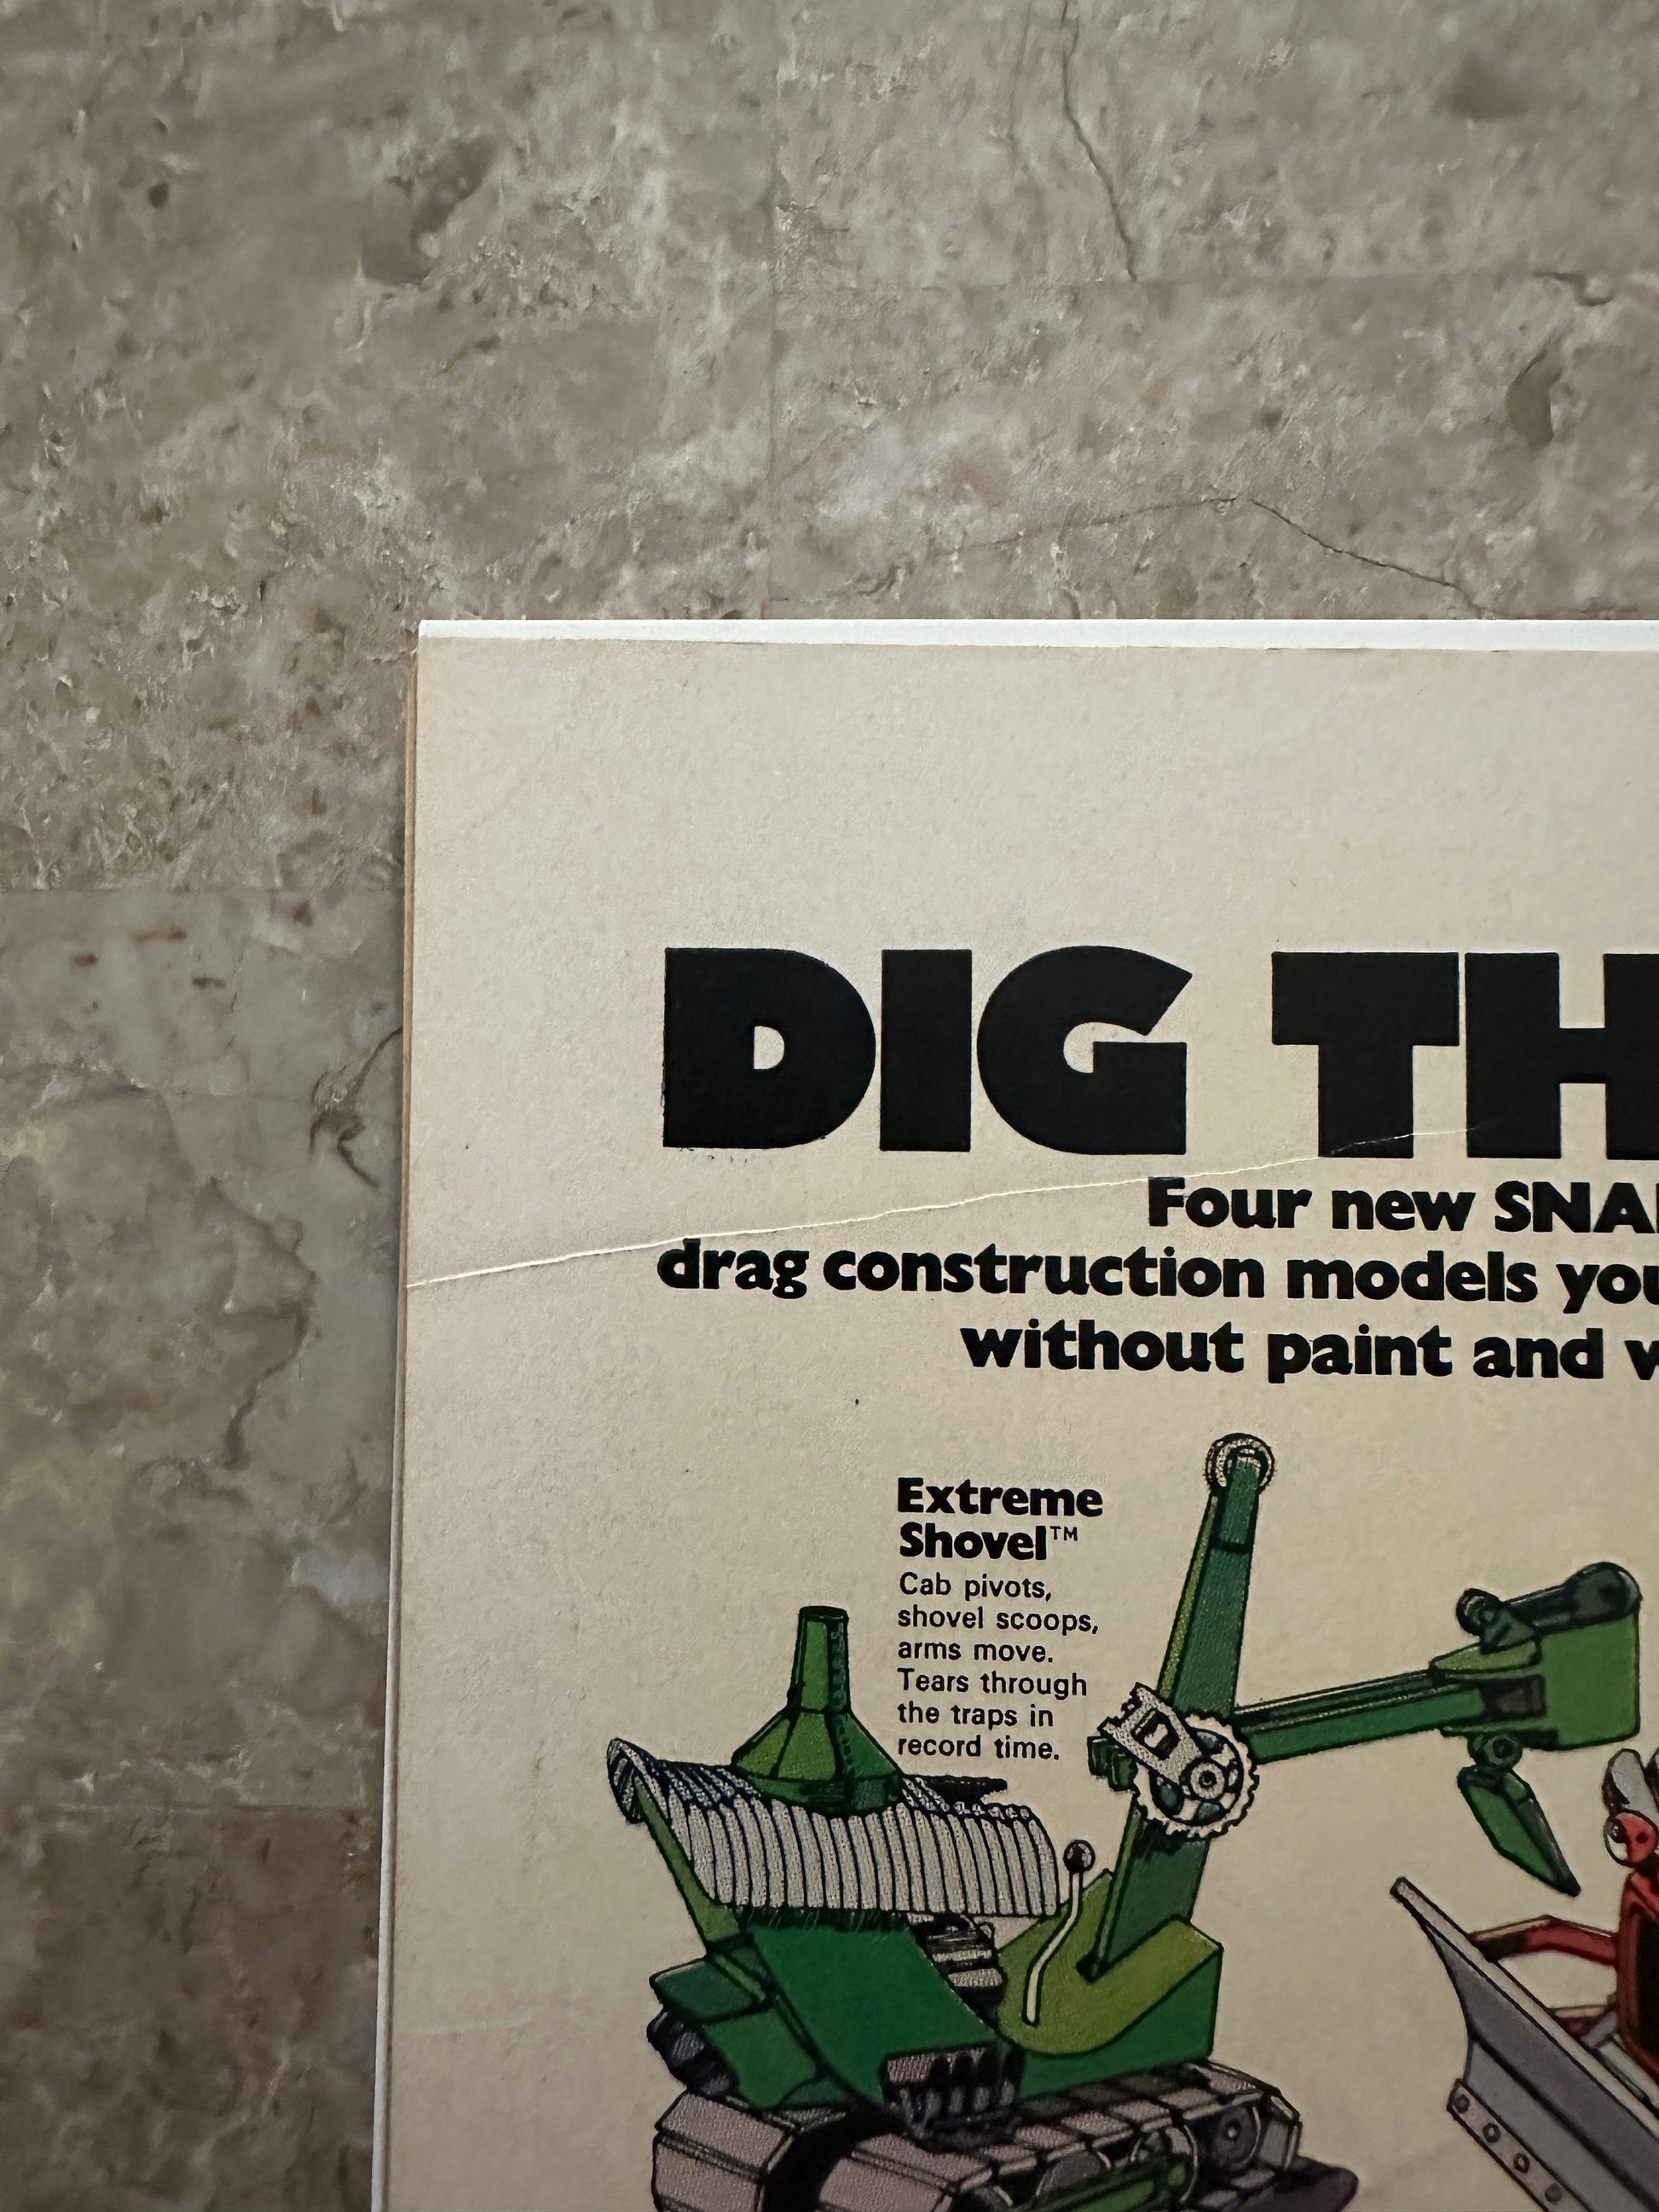 DIG TH
Four new SNA
drag construction models you
without paint and
Extreme
Shovel™
Cab pivots,
shovel scoops,
arms move.
Tears through
the traps in
record time.